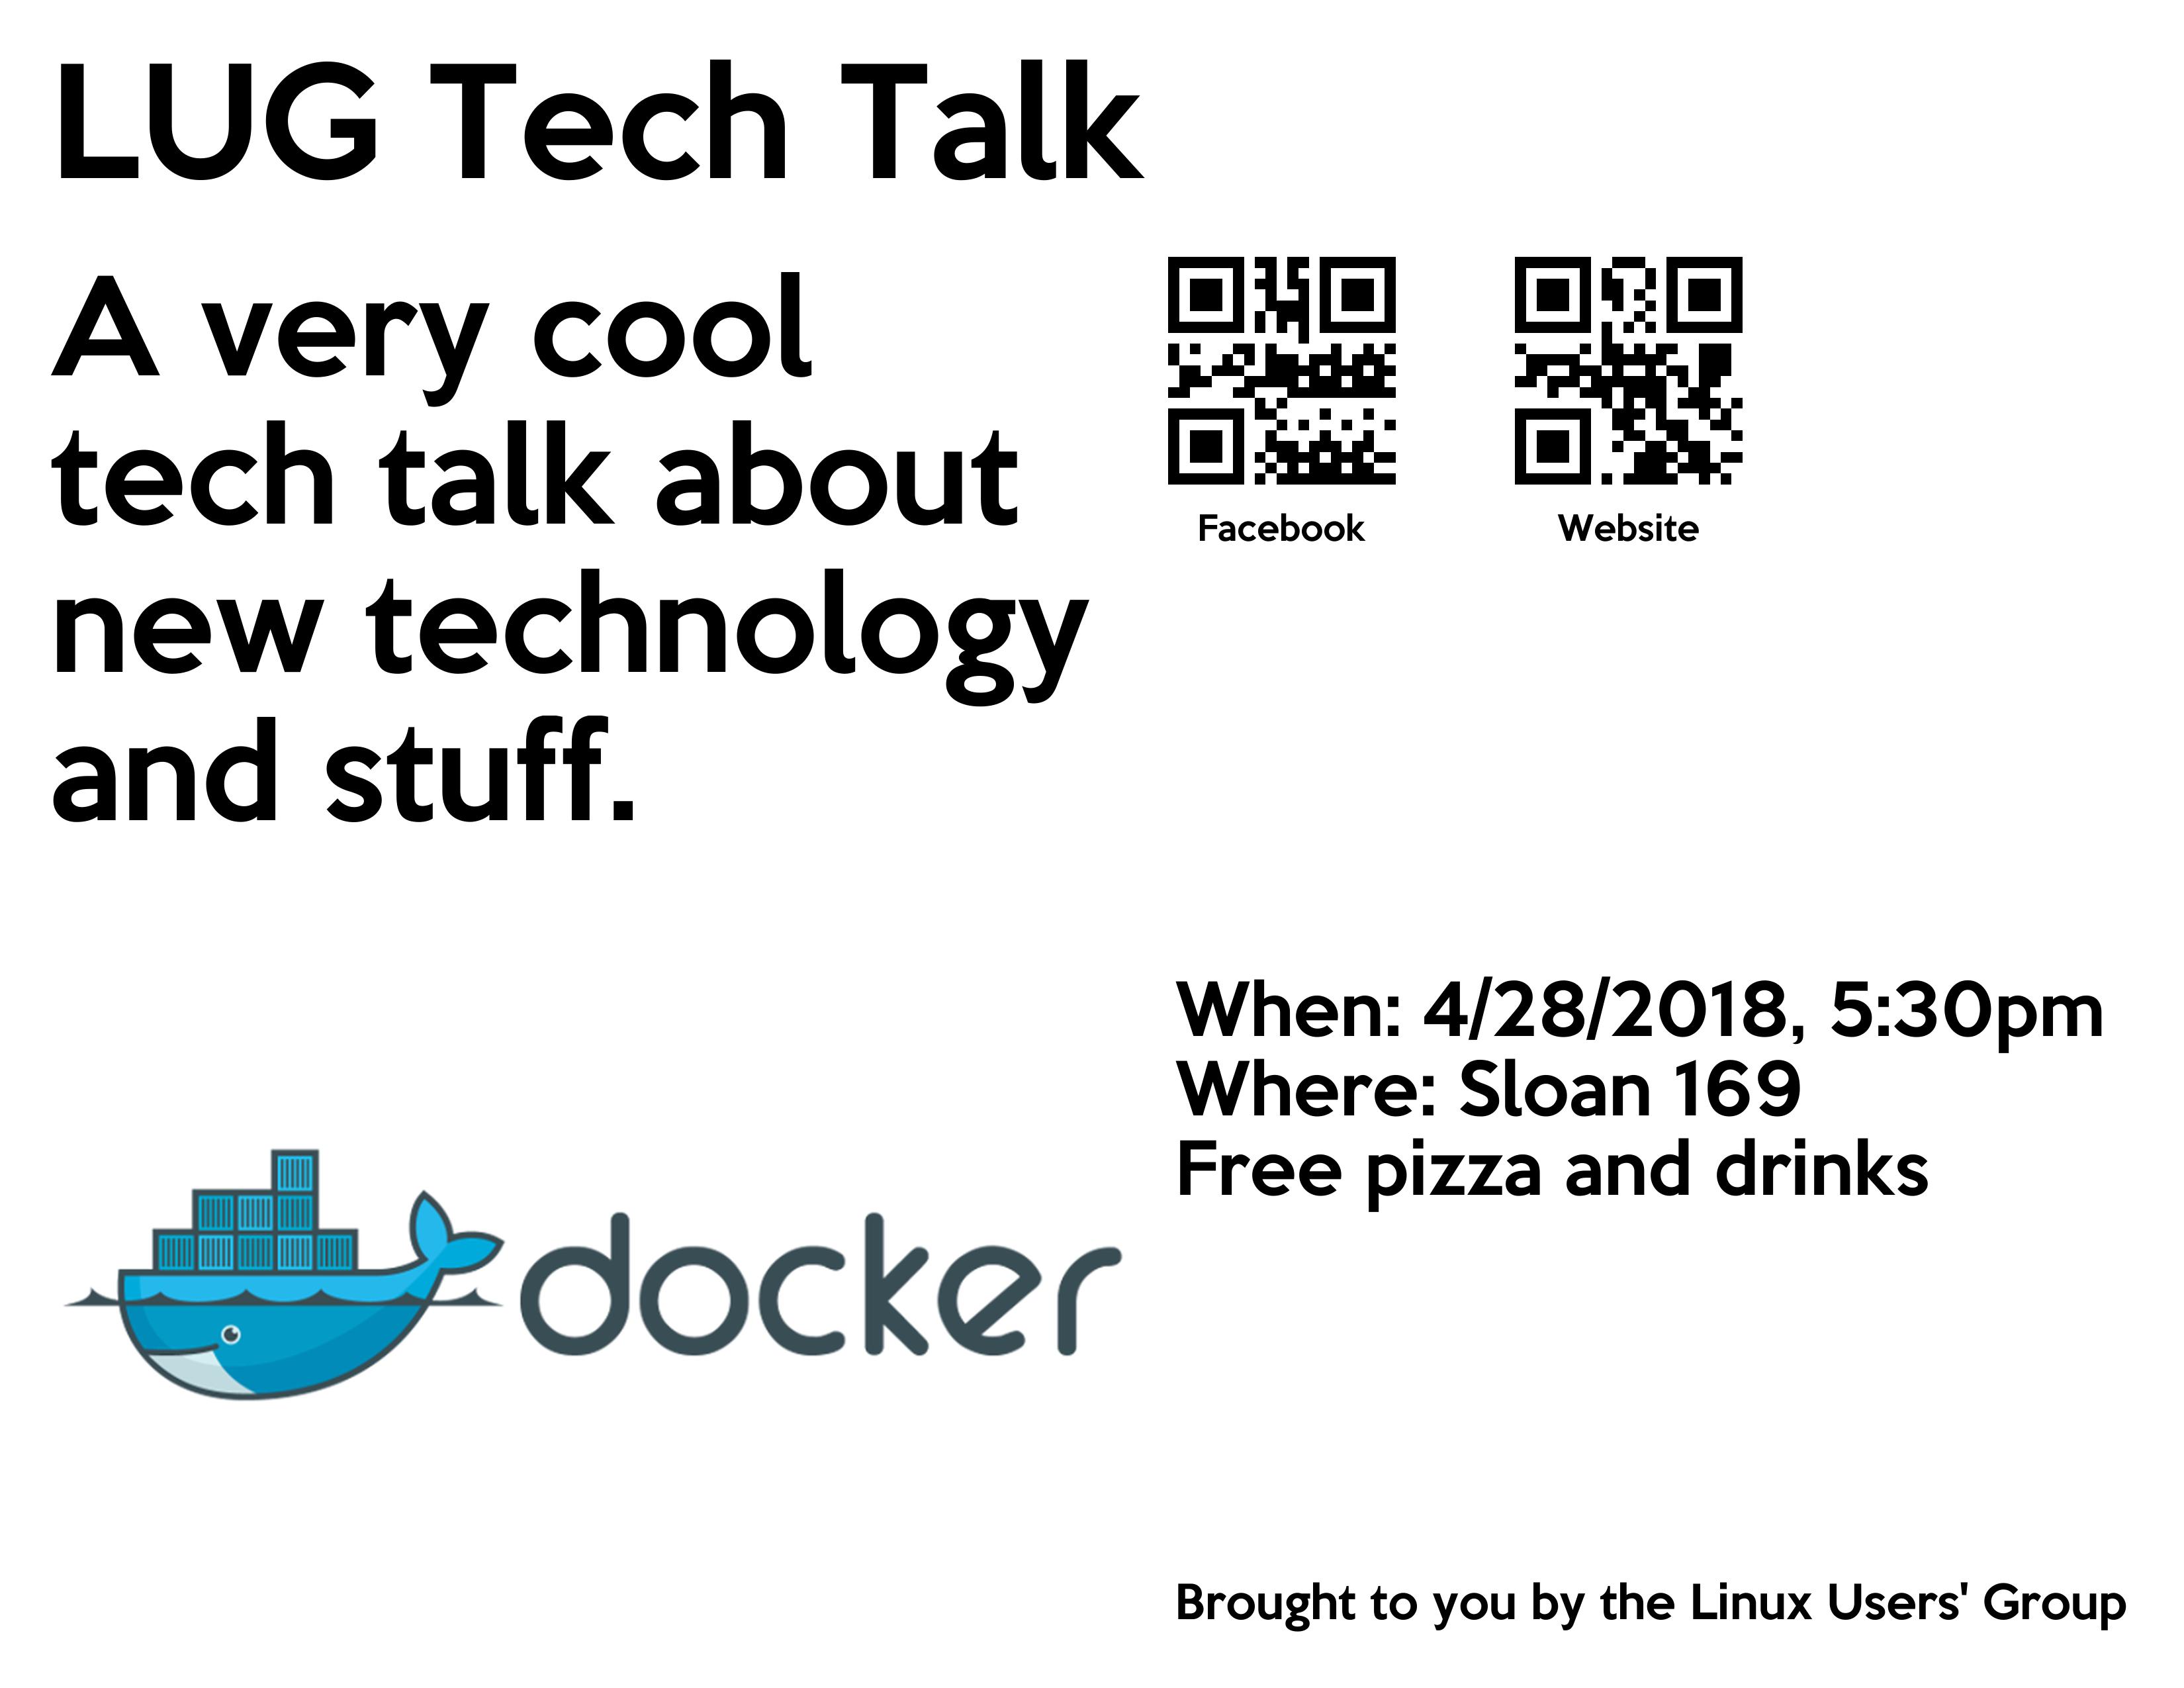 LUG Tech Talk
A very cool
tech talk about
new technology
and stuff.
Facebook
Website
When: 4/28/2018, 5:30pm
Where: Sloan 169
Free pizza and drinks
docker
Brought to you by the Linux Users' Group